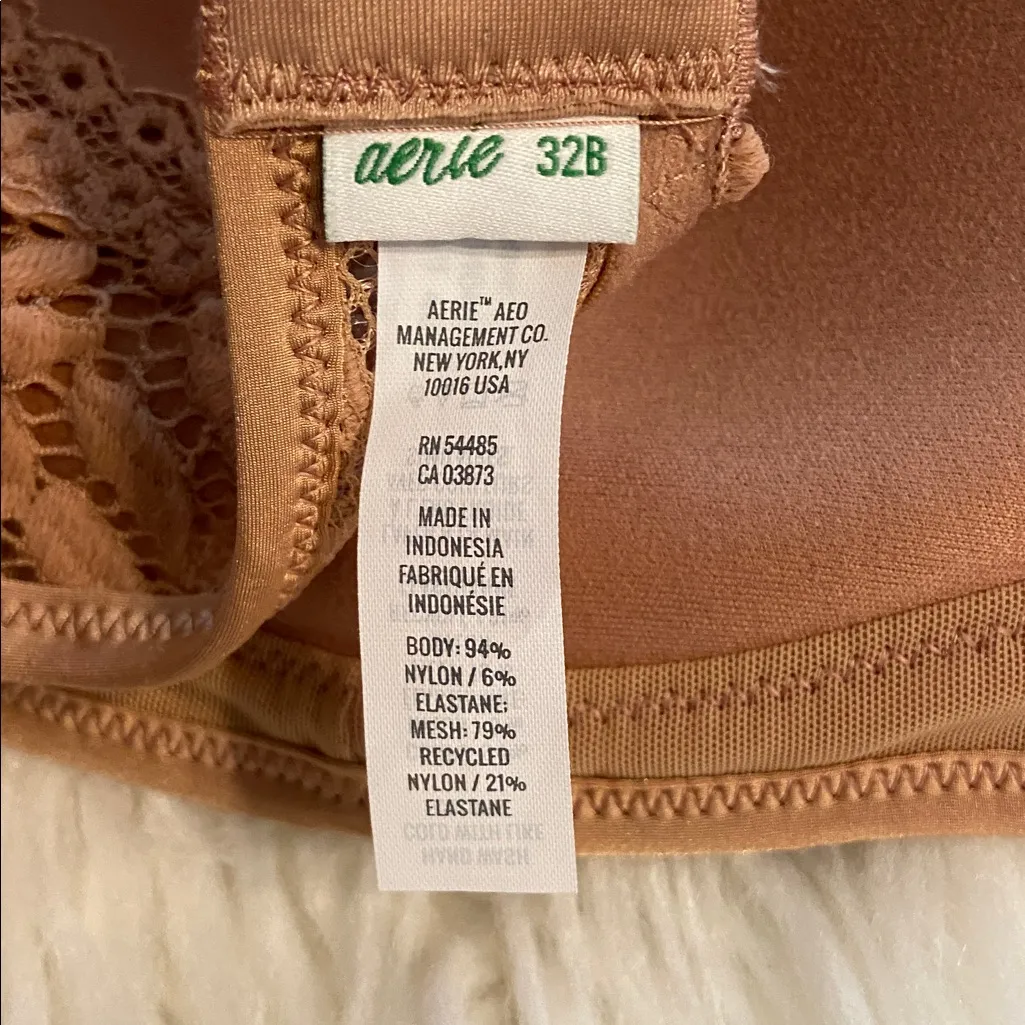 aerie 32B
AERIE™ AEO
MANAGEMENT CO.
NEW YORK,NY
10016 USA
RN 54485
CA 03873
MADE IN
INDONESIA
FABRIQUÉ EN
INDONÉSIE
BODY: 94%
NYLON / 6%
ELASTANE;
MESH: 79%
RECYCLED
NYLON / 21%
ELASTANE